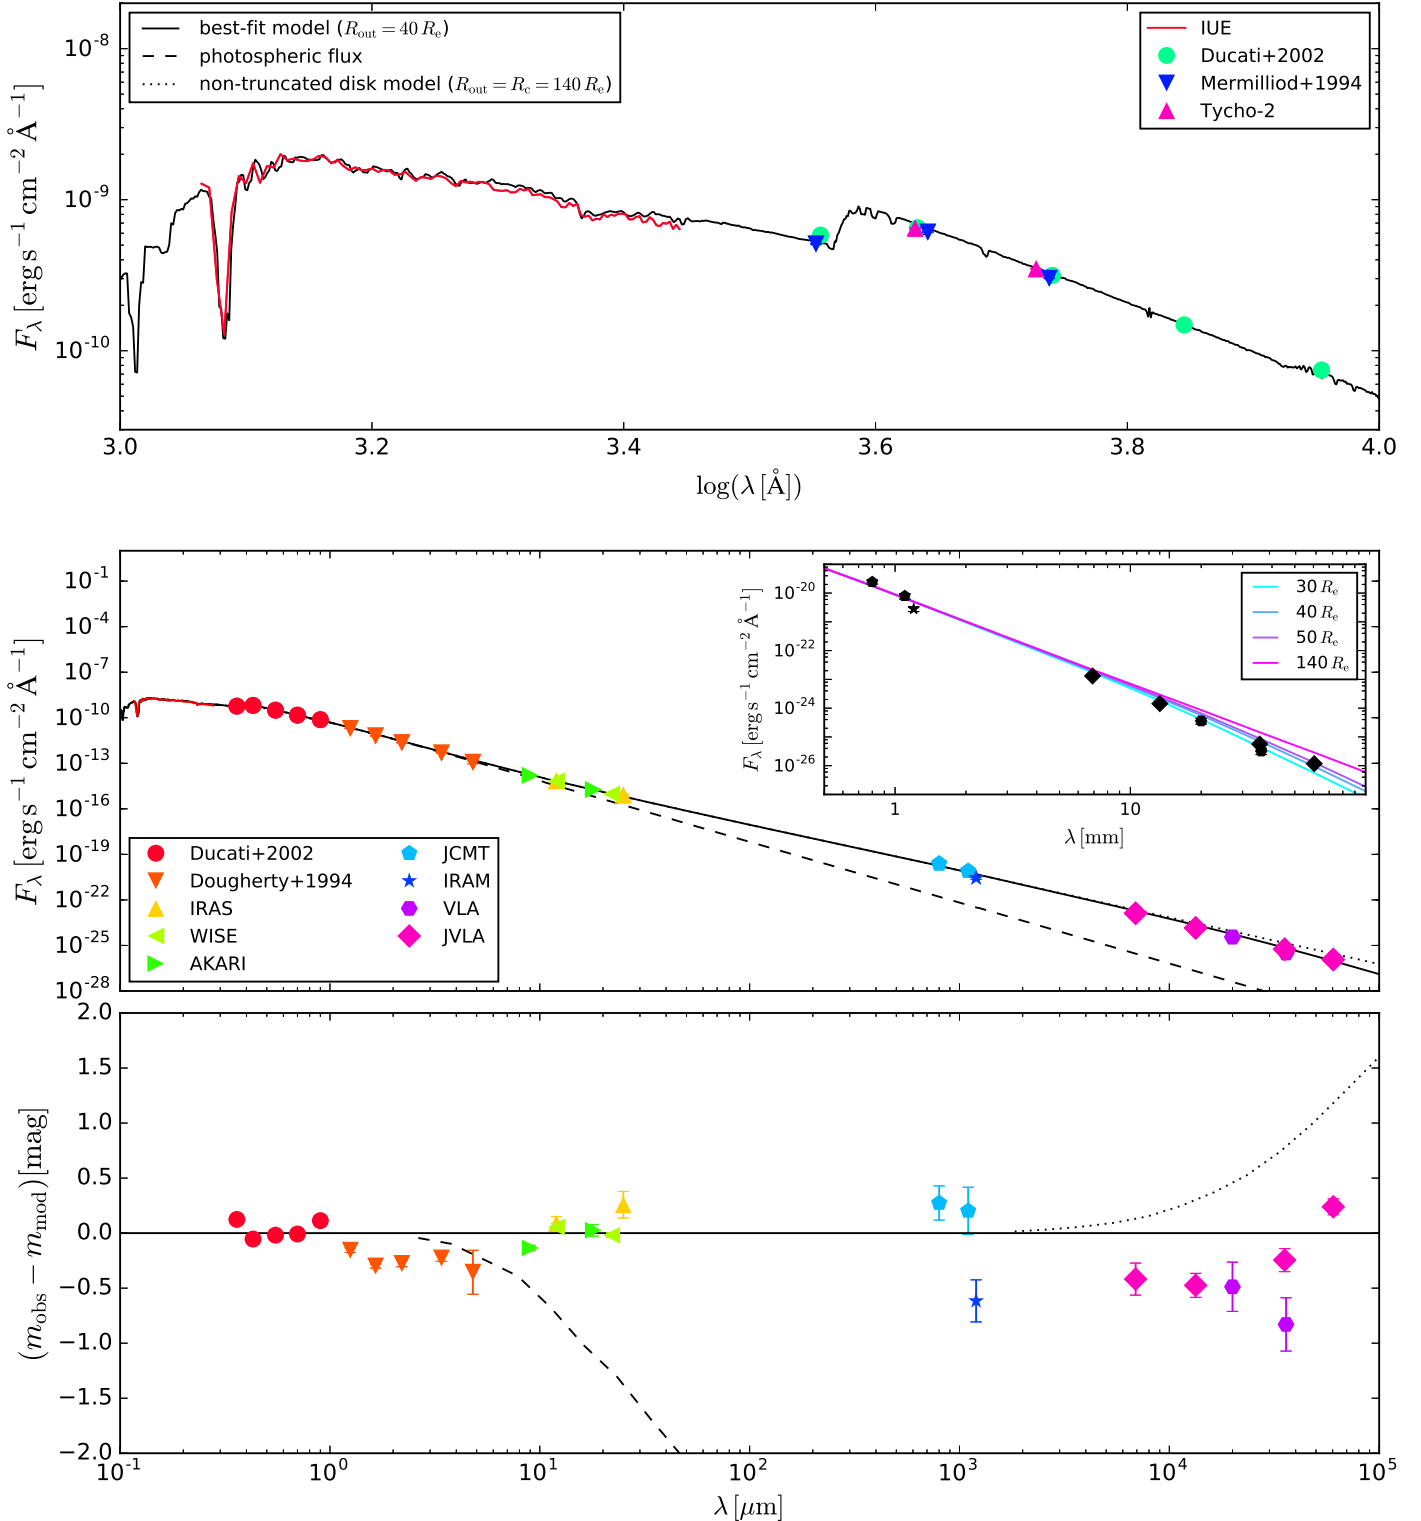 best-fit model (R_out = 40 R_e)
photospheric flux
non-truncated disk model (R_out = R_c = 140 R_e)
IUE
Ducati+2002
Mermilliod+1994
Tycho-2
10^-8
10^-9
10^-10
F_λ [erg s^-1 cm^-2 Å^-1]
3.0 3.2 3.4 3.6 3.8 4.0
log(λ [Å])
10^-1
10^-4
10^-7
10^-10
10^-13
10^-16
10^-19
10^-22
10^-25
10^-28
F_λ [erg s^-1 cm^-2 Å^-1]
Ducati+2002
Dougherty+1994
IRAS
WISE
AKARI
JCMT
IRAM
VLA
JVLA
10^-20
10^-22
10^-24
10^-26
F_λ [erg s^-1 cm^-2 Å^-1]
30 R_e
40 R_e
50 R_e
140 R_e
1 10
λ [mm]
2.0
1.5
1.0
0.5
0.0
−0.5
−1.0
−1.5
−2.0
(m_obs − m_mod) [mag]
10^-1 10^0 10^1 10^2 10^3 10^4 10^5
λ [μm]